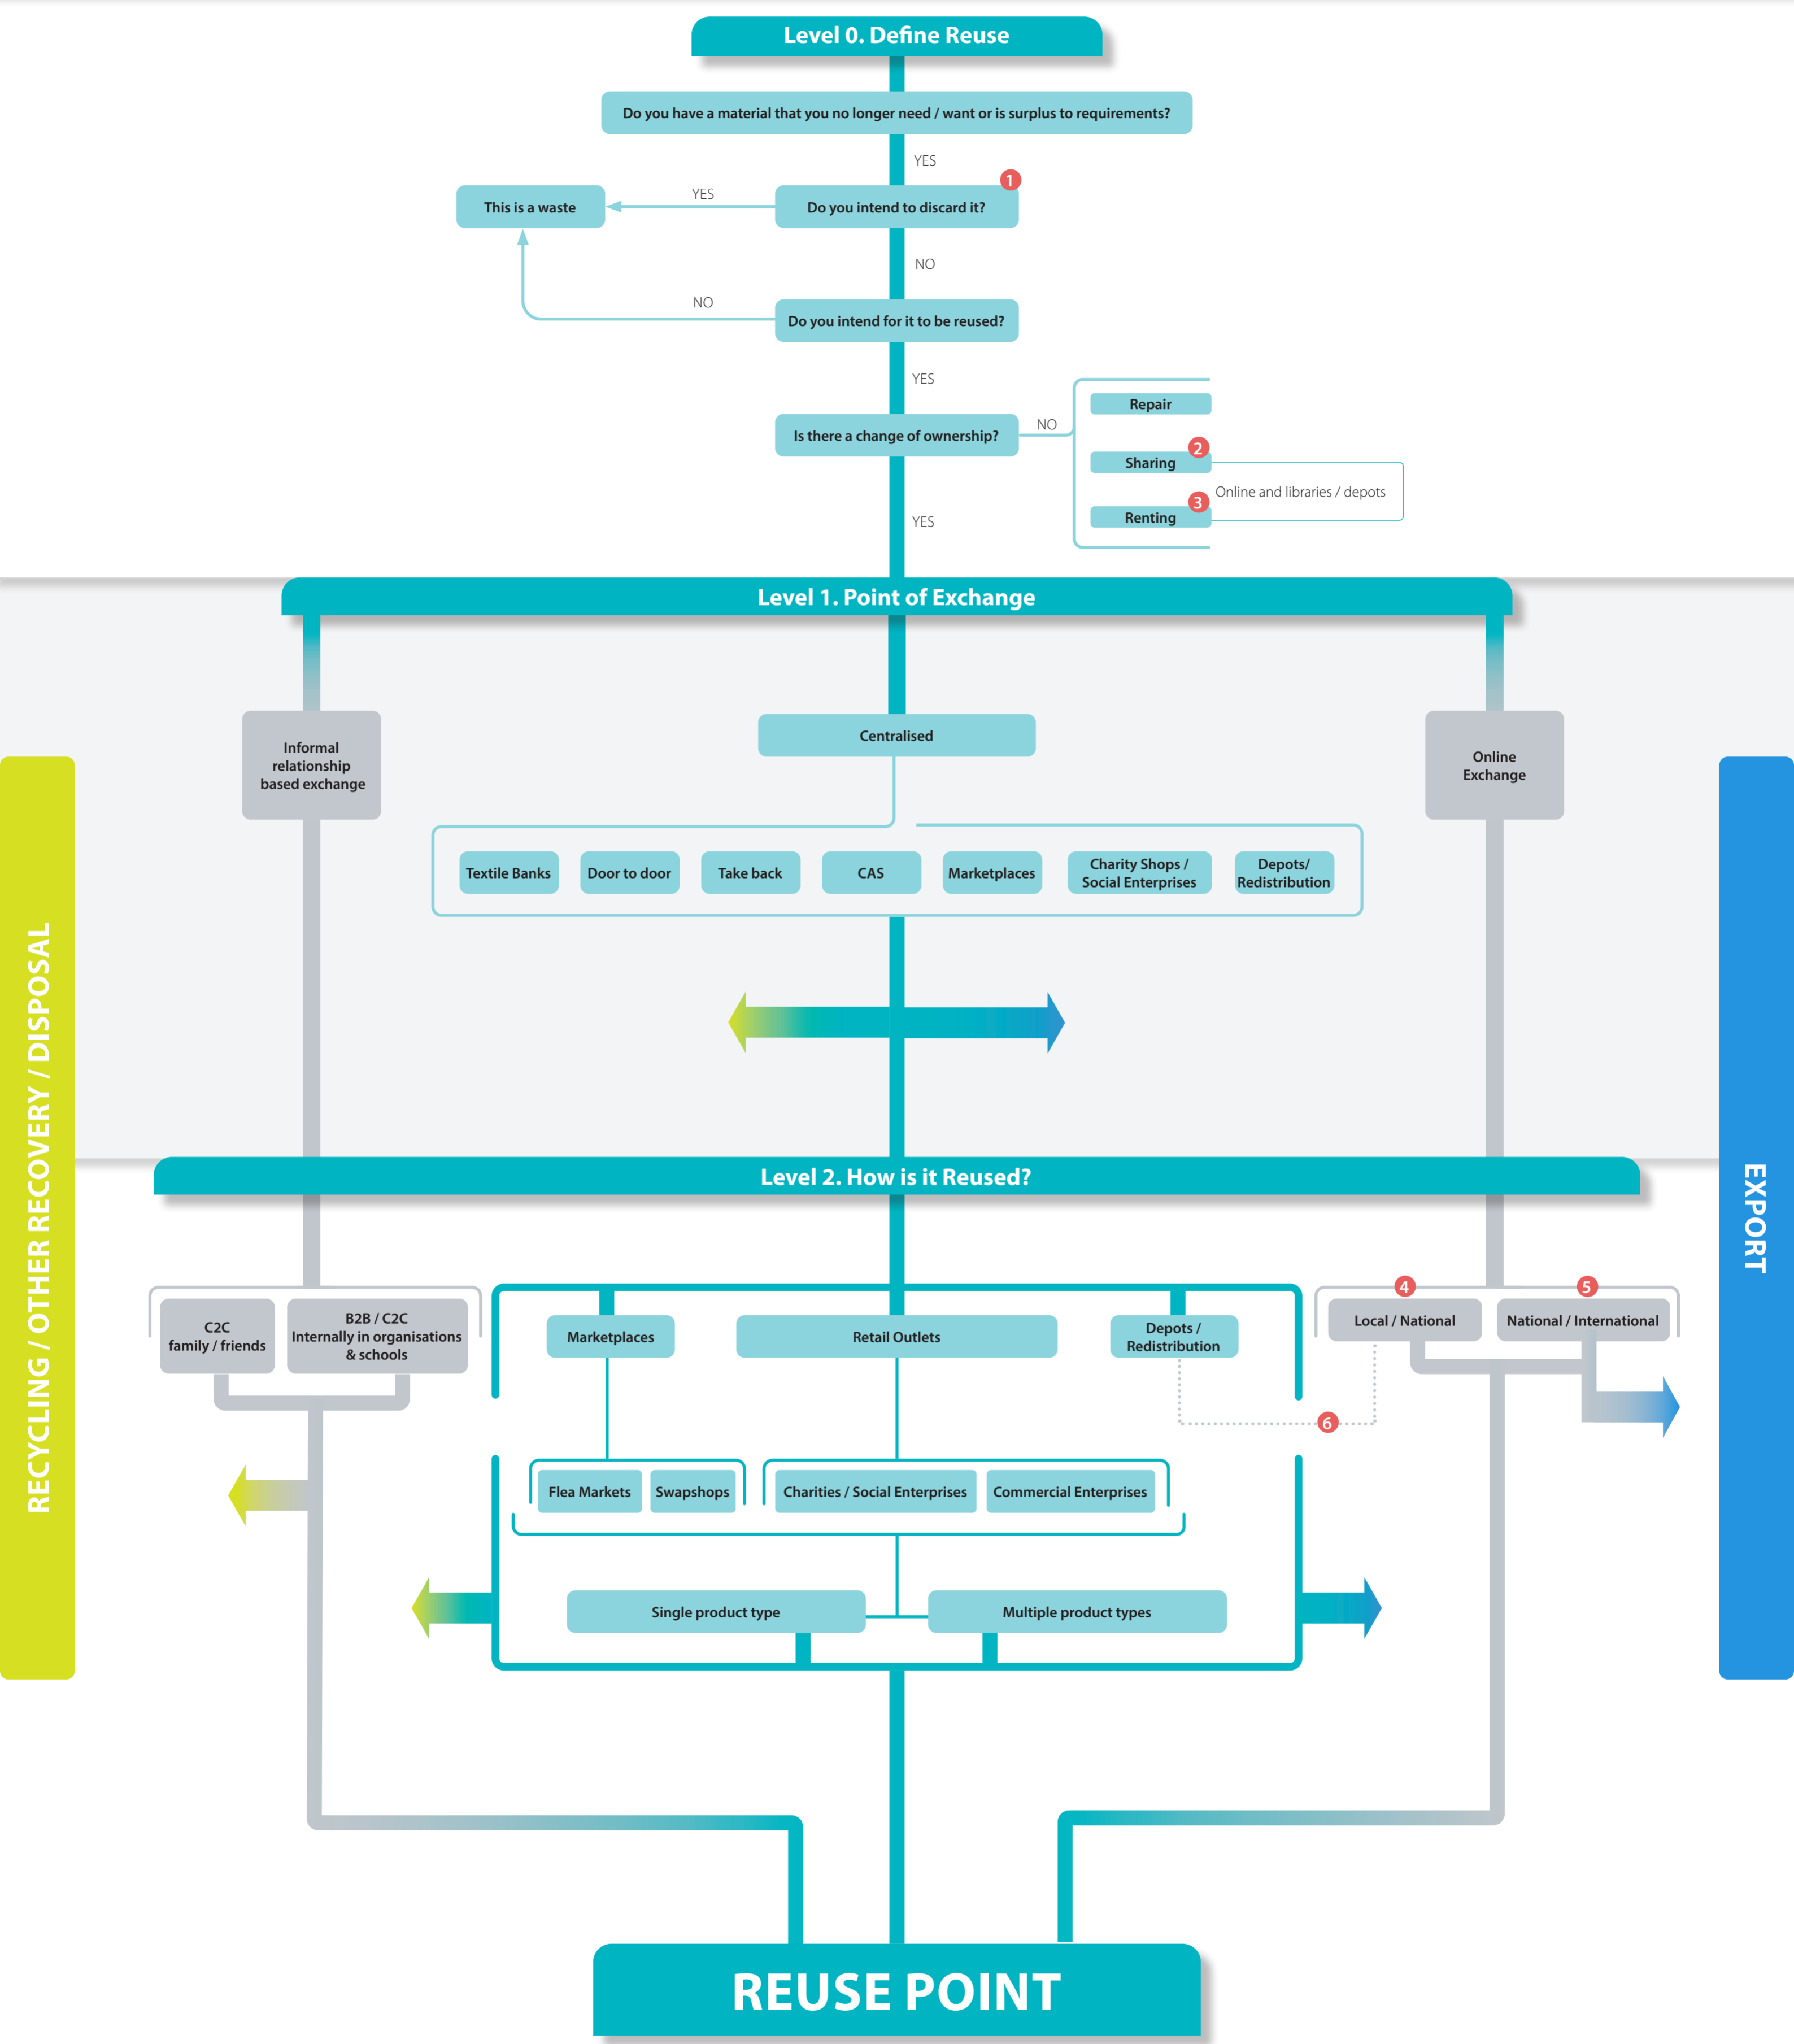 Level 0. Define Reuse
Do you have a material that you no longer need / want or is surplus to requirements?
YES
1
This is a waste
YES
Do you intend to discard it?
NO
NO
Do you intend for it to be reused?
YES
Is there a change of ownership?
NO
Repair
2
Sharing
Online and libraries / depots
3
Renting
YES
Level 1. Point of Exchange
Informal
relationship
based exchange
Centralised
Online
Exchange
Textile Banks
Door to door
Take back
CAS
Marketplaces
Charity Shops /
Social Enterprises
Depots/
Redistribution
RECYCLING / OTHER RECOVERY / DISPOSAL
EXPORT
Level 2. How is it Reused?
C2C
family / friends
B2B / C2C
Internally in organisations
& schools
Marketplaces
Retail Outlets
Depots /
Redistribution
4
Local / National
5
National / International
6
Flea Markets
Swapshops
Charities / Social Enterprises
Commercial Enterprises
Single product type
Multiple product types
REUSE POINT